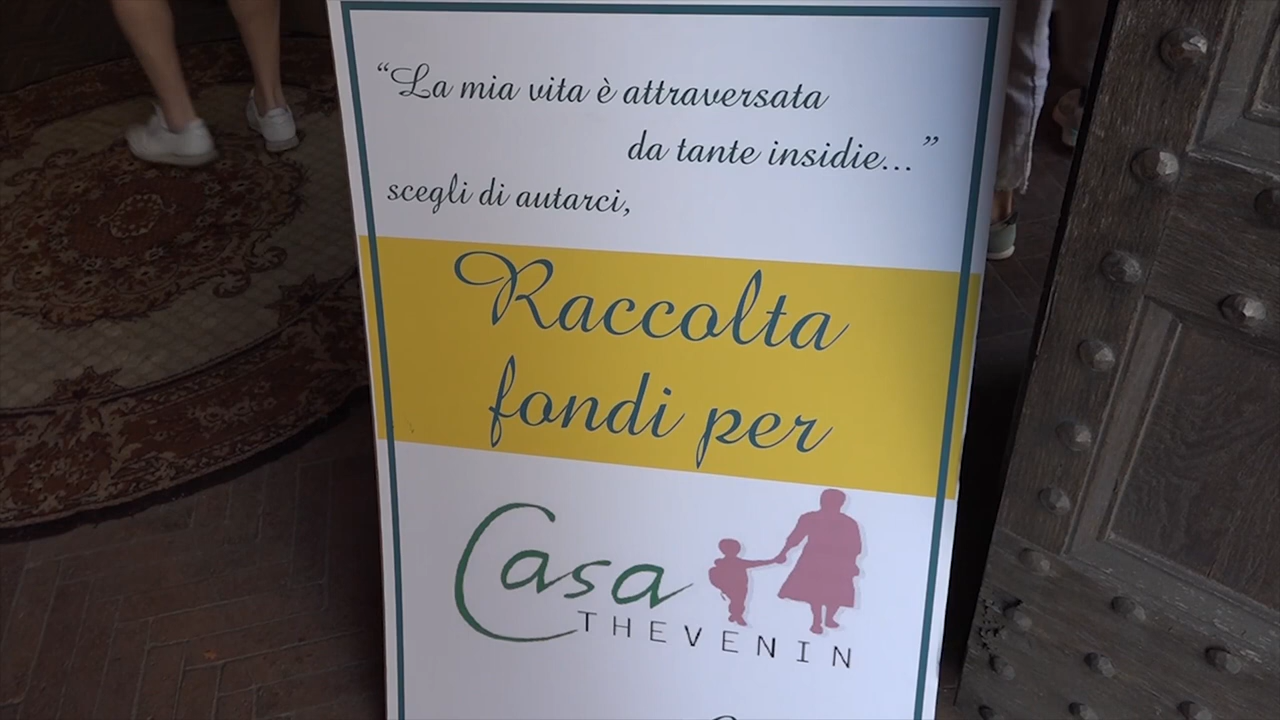 “La mia vita è attraversata
da tante insidie...”
scegli di autarci,
Raccolta
fondi per
Casa
THEVENIN